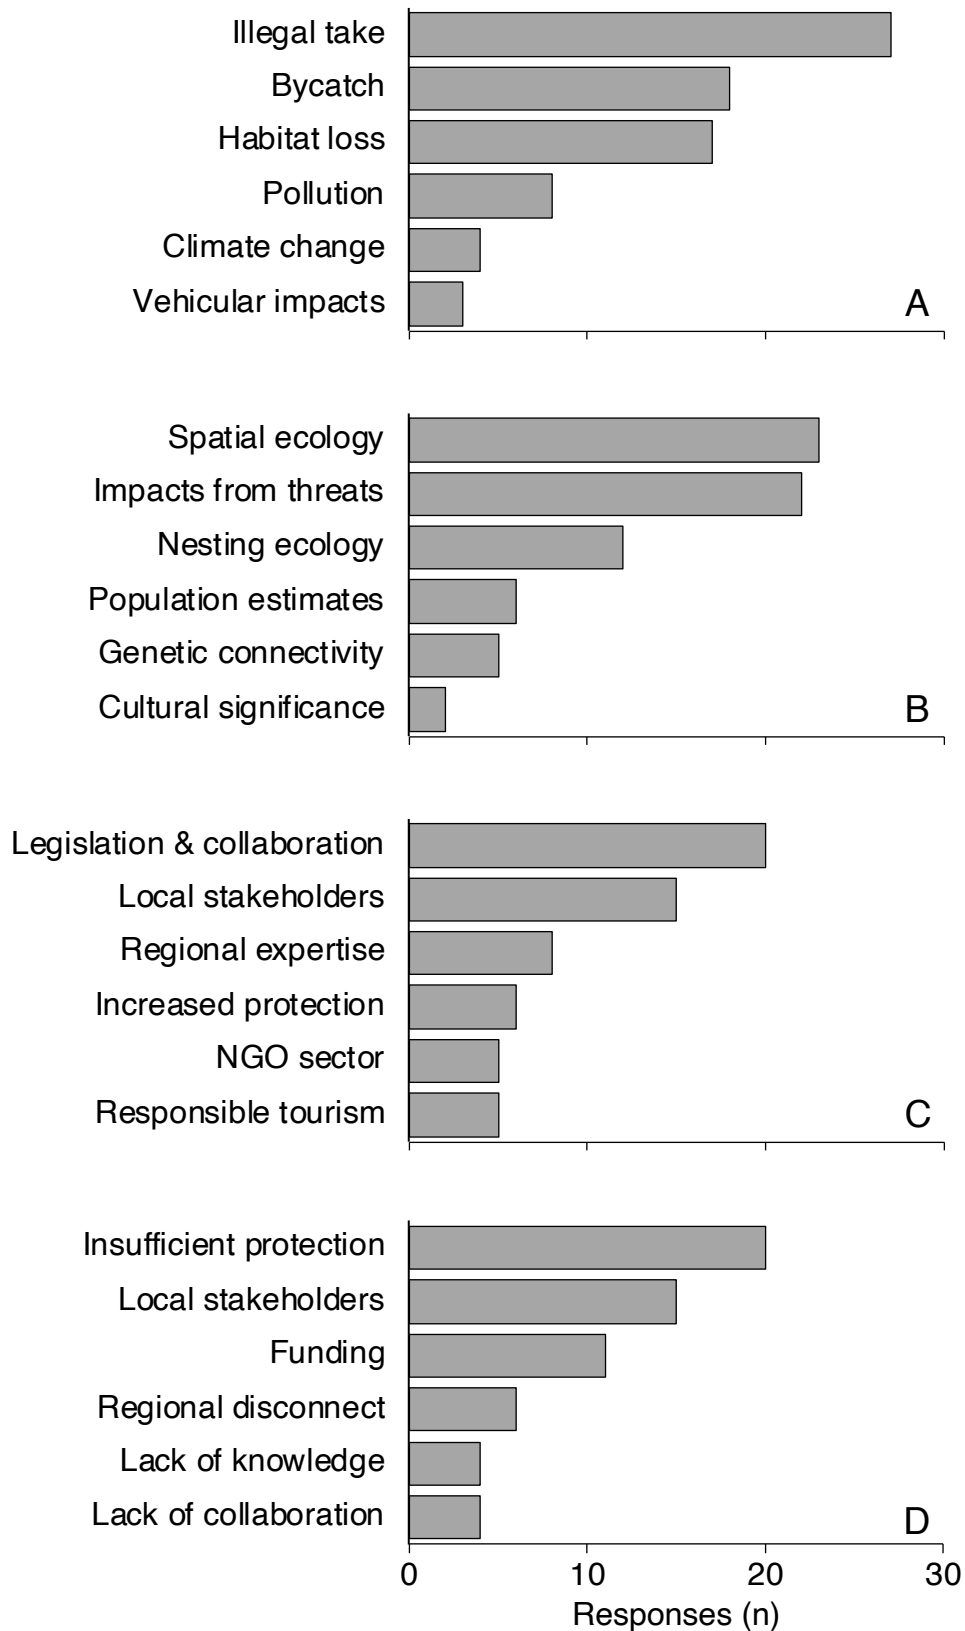 Illegal take
Bycatch
Habitat loss
Pollution
Climate change
Vehicular impacts
A
Spatial ecology
Impacts from threats
Nesting ecology
Population estimates
Genetic connectivity
Cultural significance
B
Legislation & collaboration
Local stakeholders
Regional expertise
Increased protection
NGO sector
Responsible tourism
C
Insufficient protection
Local stakeholders
Funding
Regional disconnect
Lack of knowledge
Lack of collaboration
D
0 10 20 30
Responses (n)